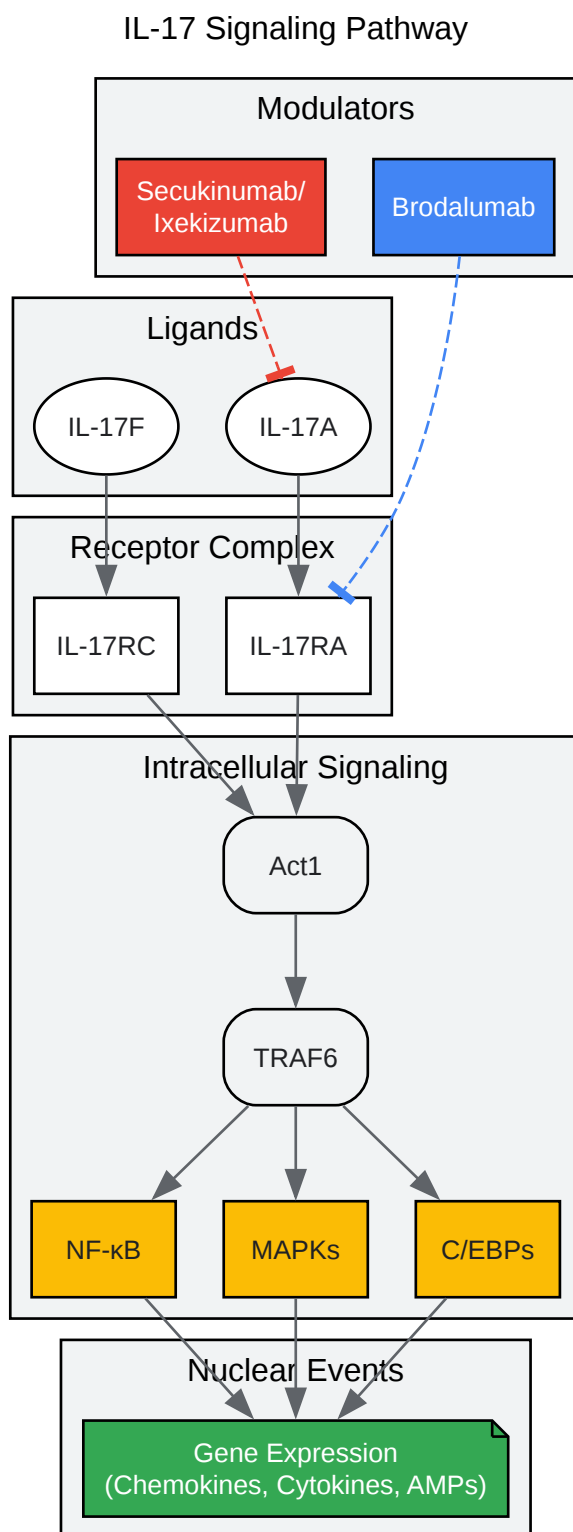 IL-17 Signaling Pathway
Modulators
Secukinumab/
Ixekizumab
Brodalumab
Ligands
IL-17F
IL-17A
Receptor Complex
IL-17RC
IL-17RA
Intracellular Signaling
Act1
TRAF6
NF-κB
MAPKs
C/EBPs
Nuclear Events
Gene Expression
(Chemokines, Cytokines, AMPs)